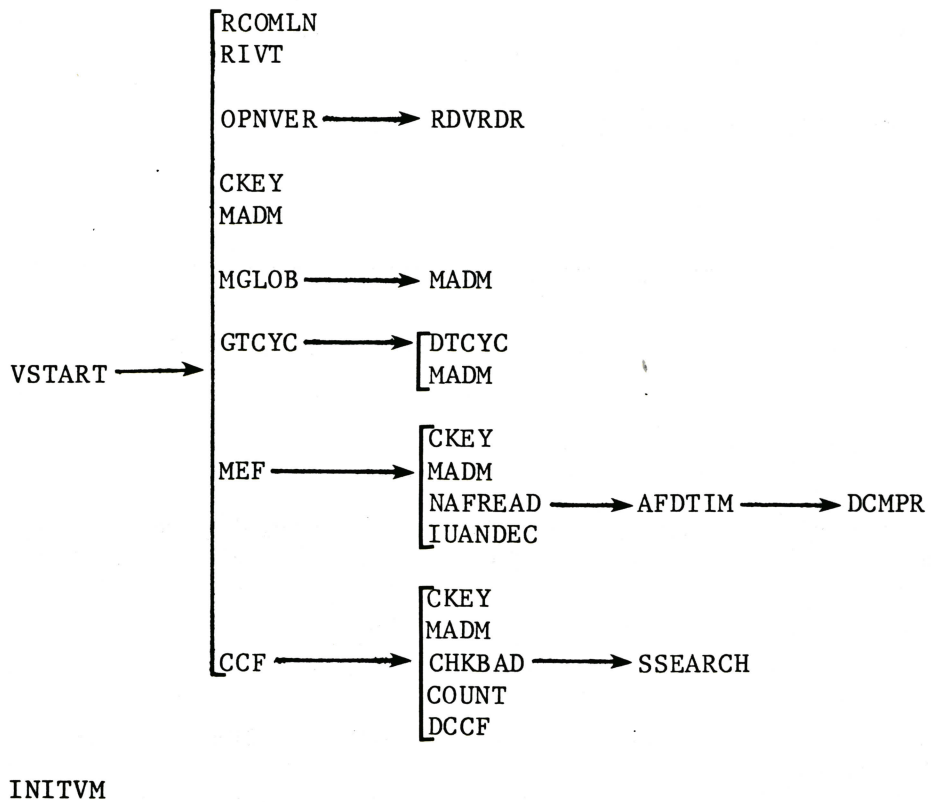 RCOMLN
RIVT
OPNVER RDVRDR
CKEY
MADM
MGLOB MADM
GTCYC DTCYC
MADM
VSTART
CKEY
MEF MADM
NAFREAD AFDTIM DCMPR
IUANDEC
CKEY
MADM
CCF CHKBAD SSEARCH
COUNT
DCCF
INITVM